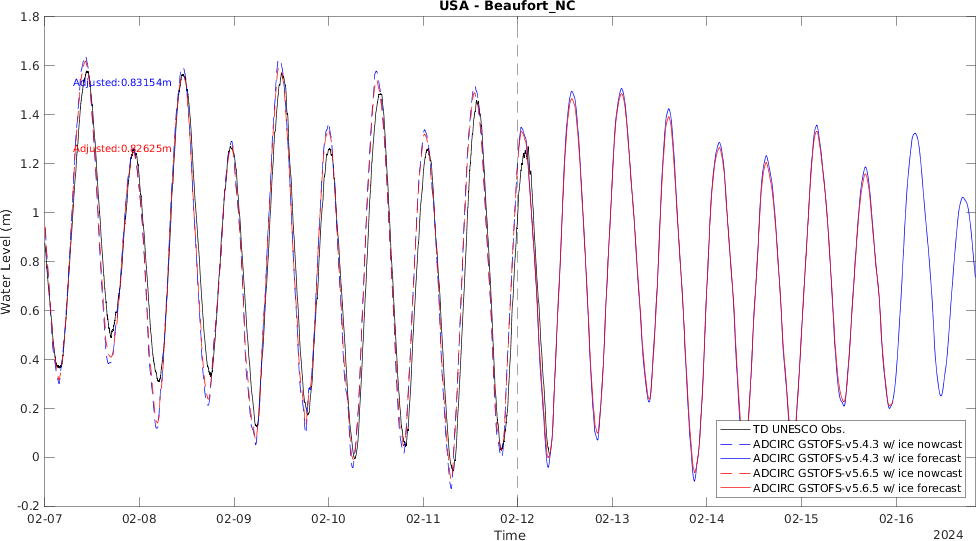 USA - Beaufort_NC
1.8
1.6
1.4
1.2
1
0.8
0.6
0.4
0.2
0
-0.2
Water Level (m)
Adjusted:0.83154m
Adjusted:0.82625m
TD UNESCO Obs.
ADCIRC GSTOFS-v5.4.3 w/ ice nowcast
ADCIRC GSTOFS-v5.4.3 w/ ice forecast
ADCIRC GSTOFS-v5.6.5 w/ ice nowcast
ADCIRC GSTOFS-v5.6.5 w/ ice forecast
02-07 02-08 02-09 02-10 02-11 02-12 02-13 02-14 02-15 02-16
Time
2024